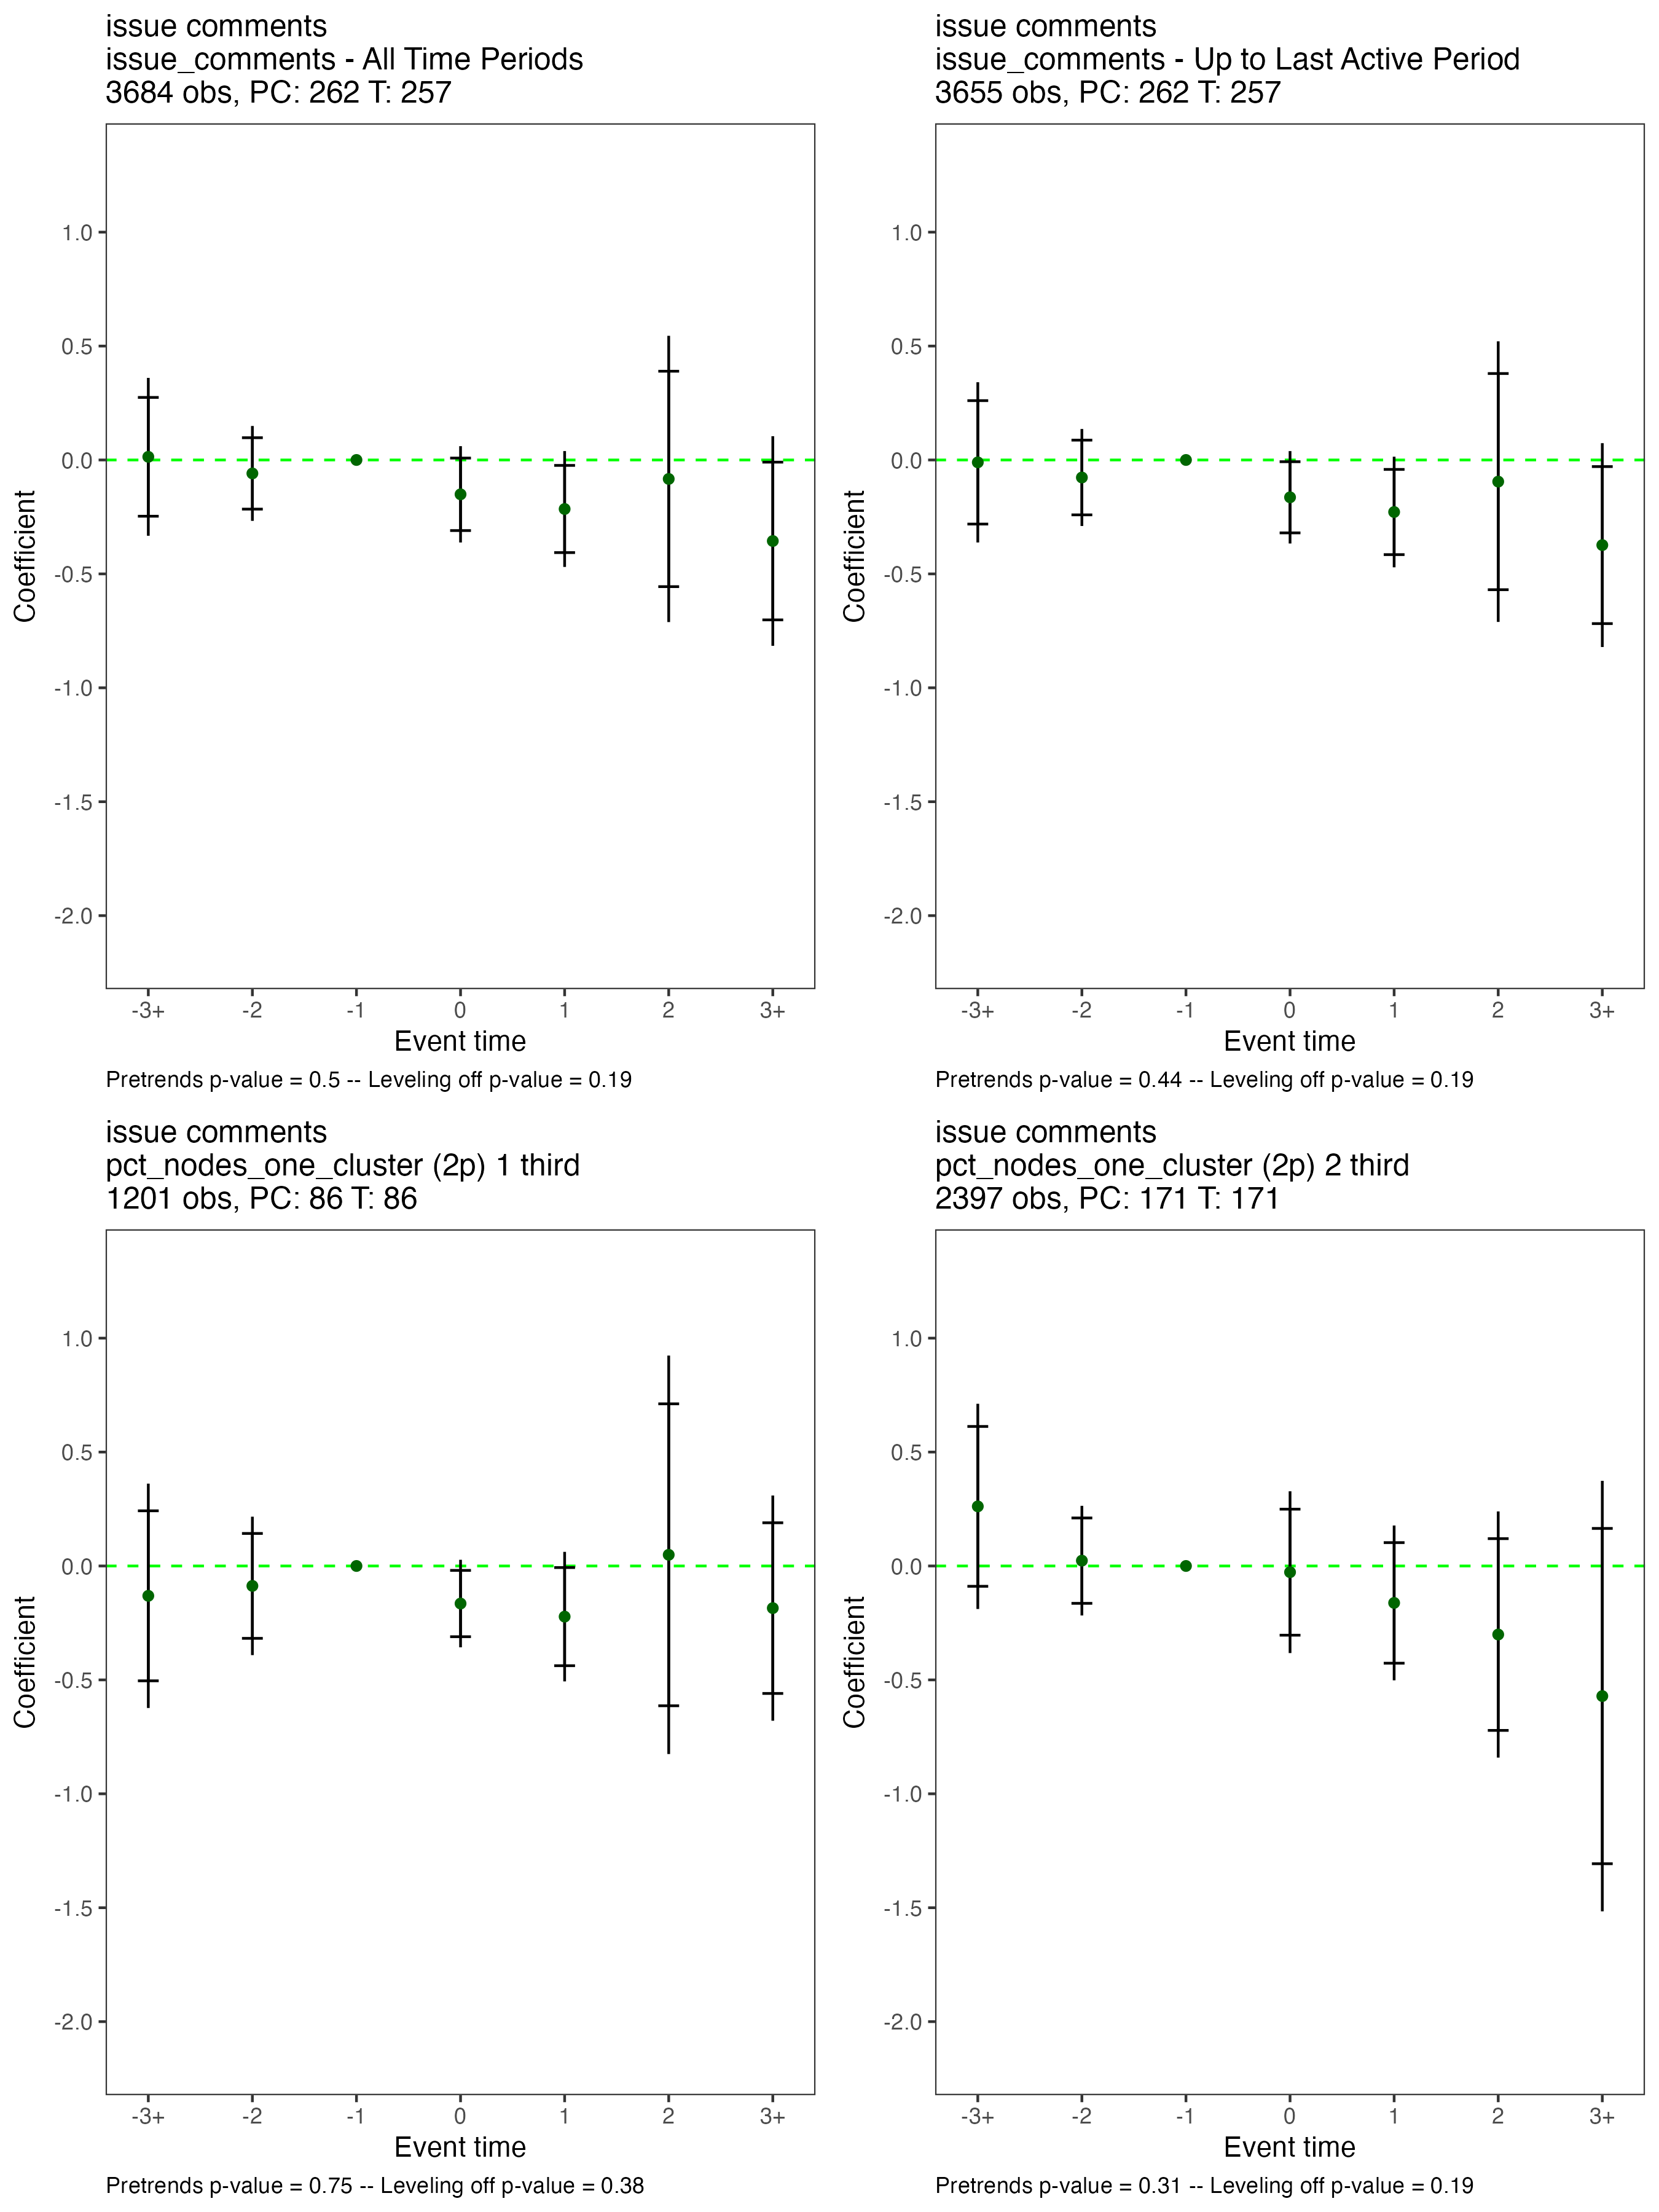 issue comments
issue_comments - All Time Periods
3684 obs, PC: 262 T: 257
1.0
0.5
0.0
-0.5
-1.0
-1.5
-2.0
Coefficient
-3+ -2 -1 0 1 2 3+
Event time
Pretrends p-value = 0.5 -- Leveling off p-value = 0.19
issue comments
issue_comments - Up to Last Active Period
3655 obs, PC: 262 T: 257
1.0
0.5
0.0
-0.5
-1.0
-1.5
-2.0
Coefficient
-3+ -2 -1 0 1 2 3+
Event time
Pretrends p-value = 0.44 -- Leveling off p-value = 0.19
issue comments
pct_nodes_one_cluster (2p) 1 third
1201 obs, PC: 86 T: 86
1.0
0.5
0.0
-0.5
-1.0
-1.5
-2.0
Coefficient
-3+ -2 -1 0 1 2 3+
Event time
Pretrends p-value = 0.75 -- Leveling off p-value = 0.38
issue comments
pct_nodes_one_cluster (2p) 2 third
2397 obs, PC: 171 T: 171
1.0
0.5
0.0
-0.5
-1.0
-1.5
-2.0
Coefficient
-3+ -2 -1 0 1 2 3+
Event time
Pretrends p-value = 0.31 -- Leveling off p-value = 0.19